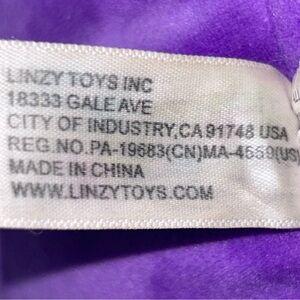 LINZY TOYS INC
18333 GALE AVE
CITY OF INDUSTRY,CA 91748 USA
REG.NO.PA-19683(CN)MA-4559(US)
MADE IN CHINA
WWW.LINZYTOYS.COM